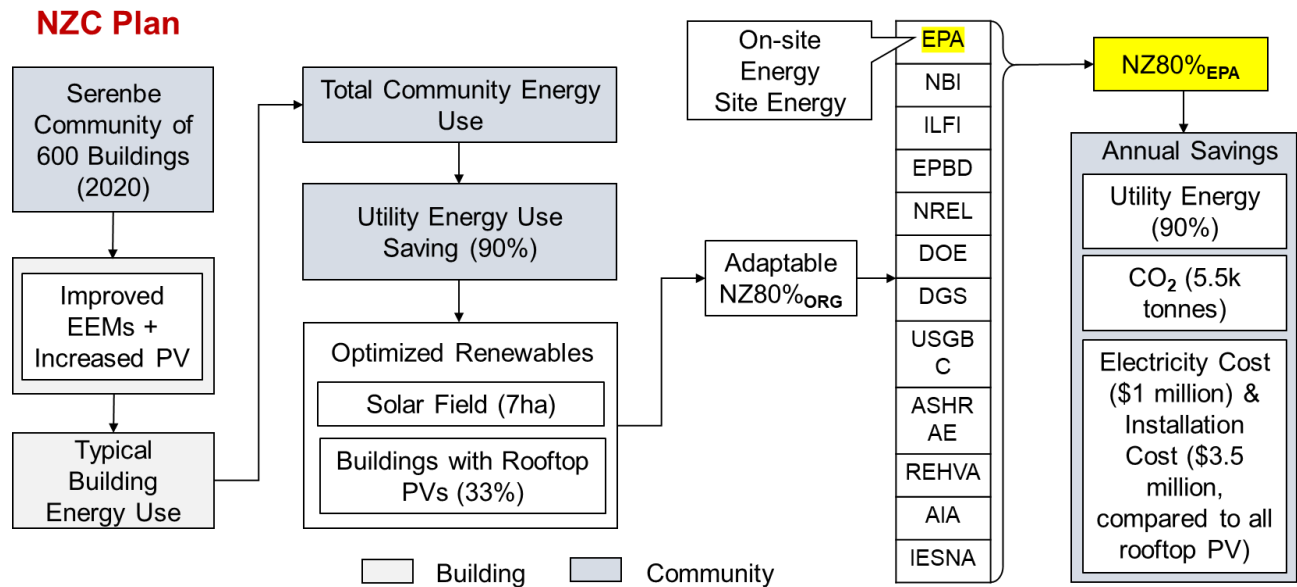 NZC Plan
Serenbe
Community of
600 Buildings
(2020)
Improved
EEMs +
Increased PV
Typical
Building
Energy Use
Total Community Energy
Use
Utility Energy Use
Saving (90%)
Optimized Renewables
Solar Field (7ha)
Buildings with Rooftop
PVs (33%)
Adaptable
NZ80%ORG
On-site
Energy
Site Energy
EPA
NBI
ILFI
EPBD
NREL
DOE
DGS
USGB
C
ASHR
AE
REHVA
AIA
IESNA
NZ80%EPA
Annual Savings
Utility Energy
(90%)
CO2 (5.5k
tonnes)
Electricity Cost
($1 million) &
Installation
Cost ($3.5
million,
compared to all
rooftop PV)
Building
Community